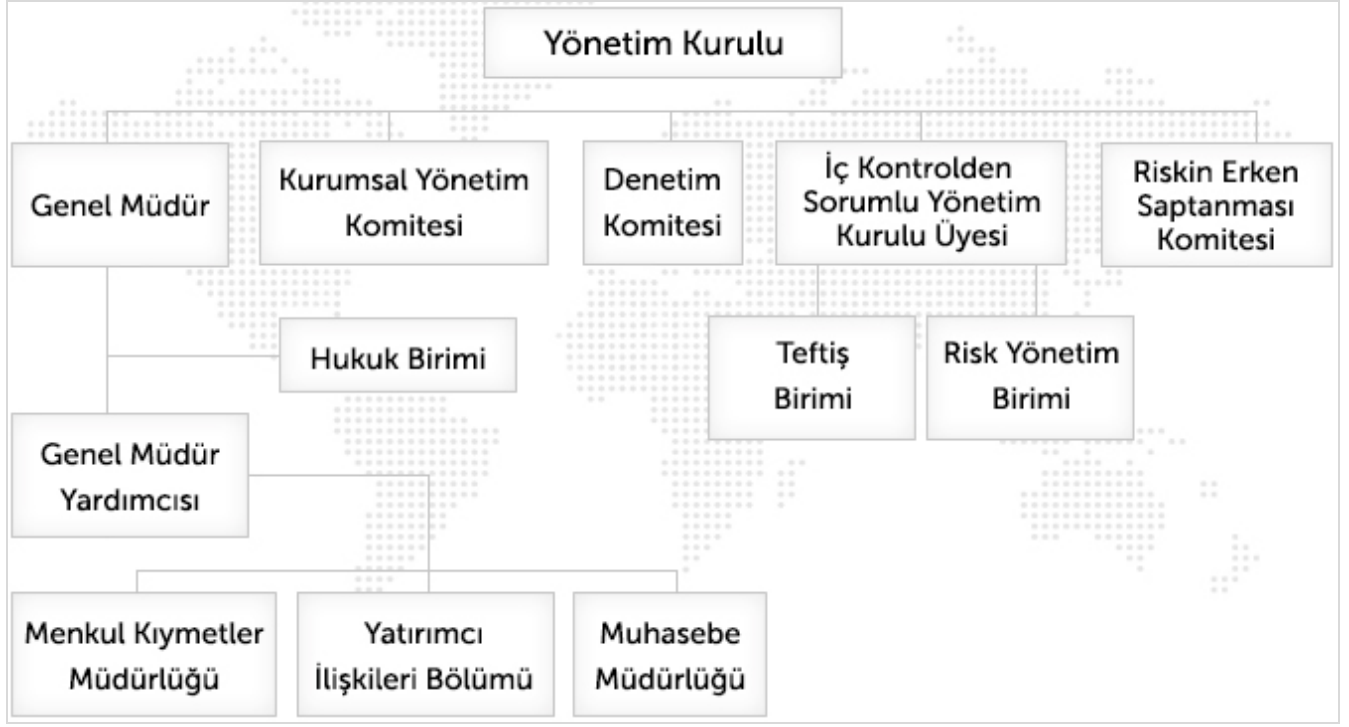 Yönetim Kurulu
Genel Müdür
Kurumsal Yönetim
Komitesi
Denetim
Komitesi
İç Kontrolden
Sorumlu Yönetim
Kurulu Üyesi
Riskin Erken
Saptanması
Komitesi
Hukuk Birimi
Teftiş
Birimi
Risk Yönetim
Birimi
Genel Müdür
Yardımcısı
Menkul Kıymetler
Müdürlüğü
Yatırımcı
İlişkileri Bölümü
Muhasebe
Müdürlüğü